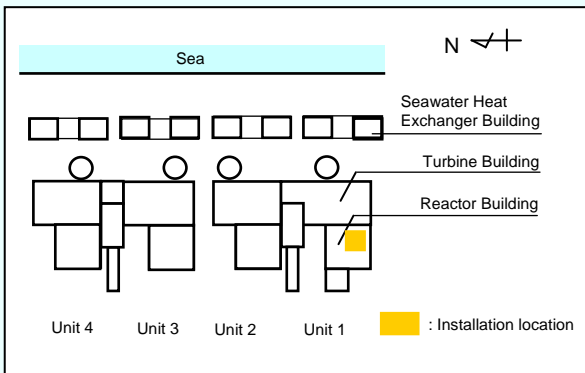 N
Sea
Seawater Heat
Exchanger Building
Turbine Building
Reactor Building
Unit 4
Unit 3
Unit 2
Unit 1
: Installation location